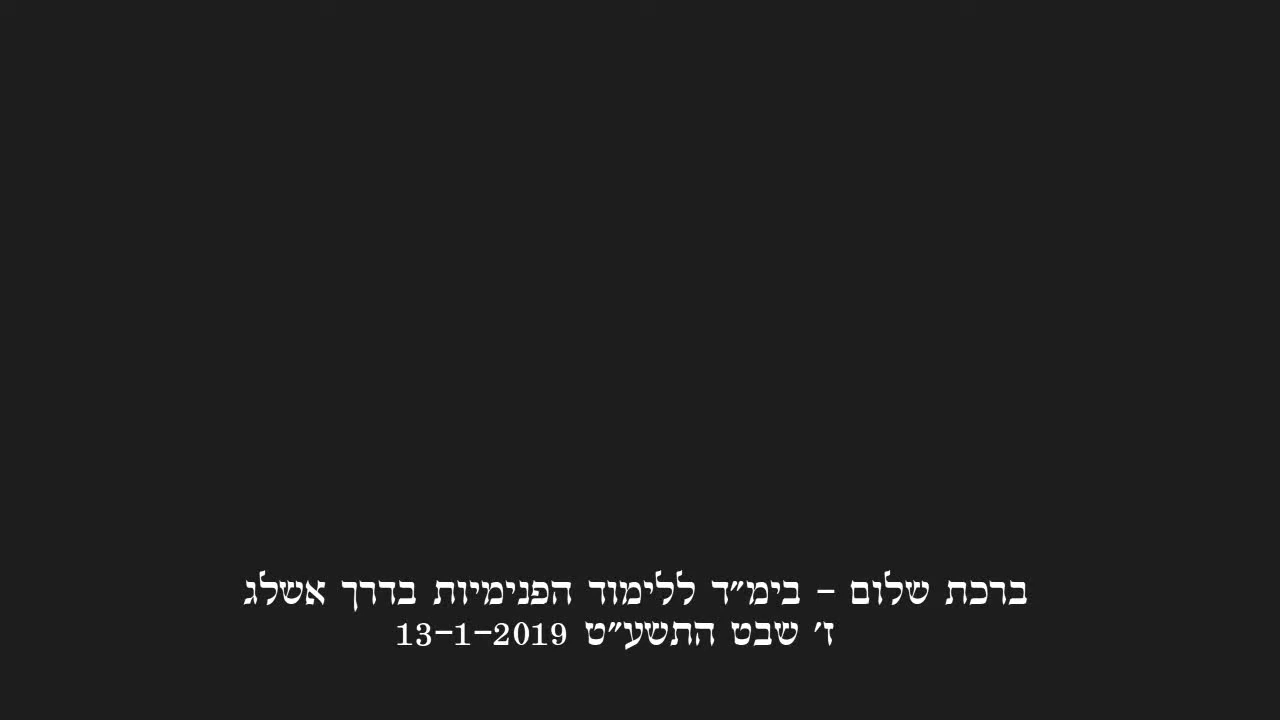 ברכת שלום - בימ״ד ללימוד הפנימיות בדרך אשלג
ז׳ שבט התשע״ט 13-1-2019